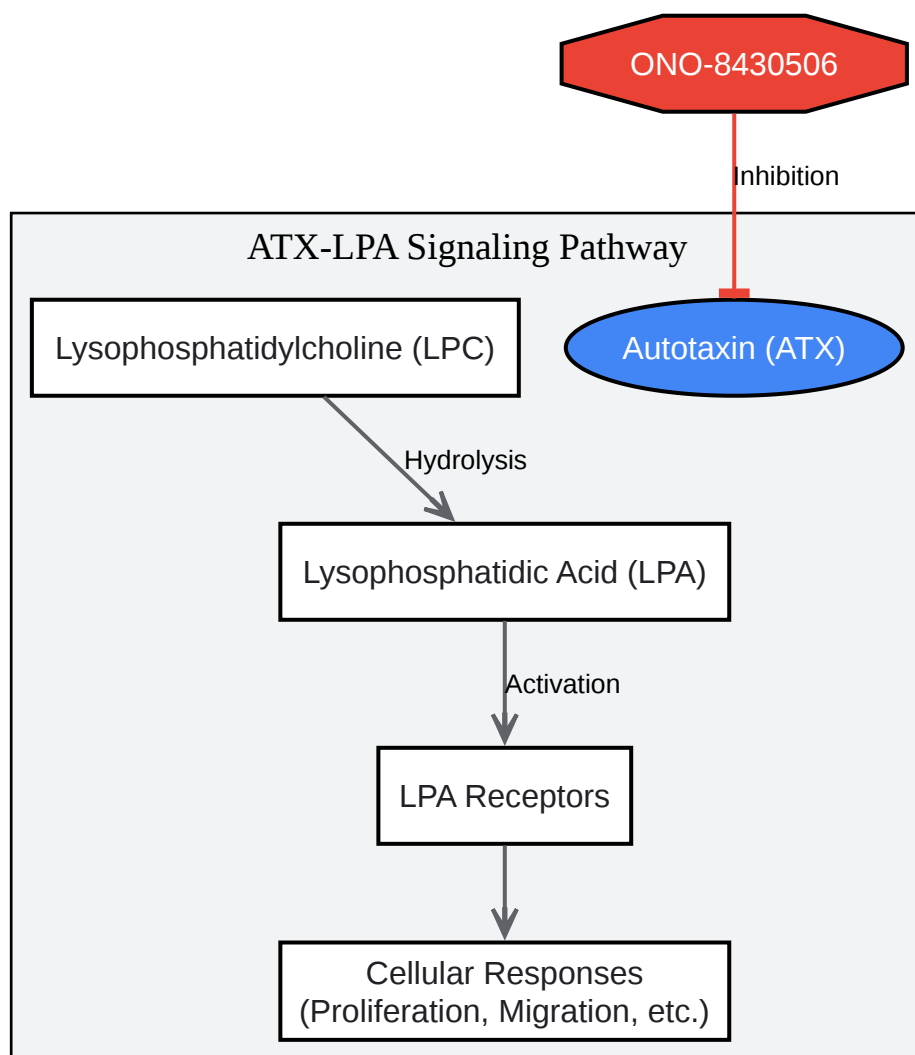 ONO-8430506
Inhibition
ATX-LPA Signaling Pathway
Lysophosphatidylcholine (LPC)
Autotaxin (ATX)
Hydrolysis
Lysophosphatidic Acid (LPA)
Activation
LPA Receptors
Cellular Responses
(Proliferation, Migration, etc.)